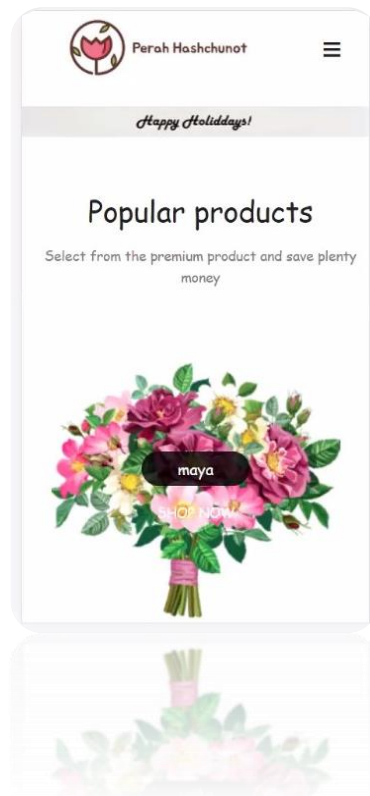 Perah Hashchunot
Happy Holiddays!
Popular products
Select from the premium product and save plenty
money
maya
SHOP NOW